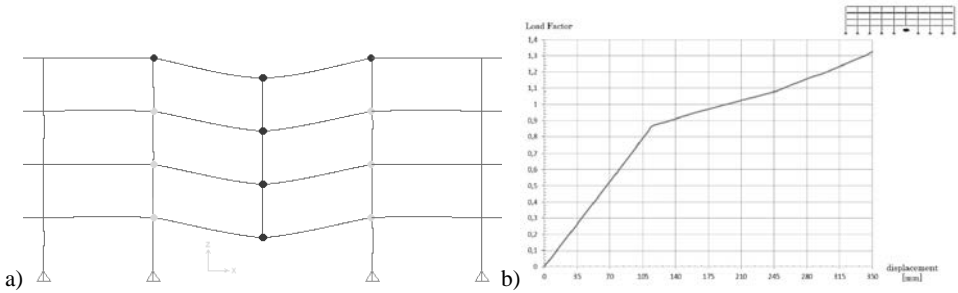 a)
z
x
b)
Load Factor
1,4
1,3
1,2
1,1
1
0,9
0,8
0,7
0,6
0,5
0,4
0,3
0,2
0,1
0
0 35 70 105 140 175 210 245 280 315 350
displacement
[mm]